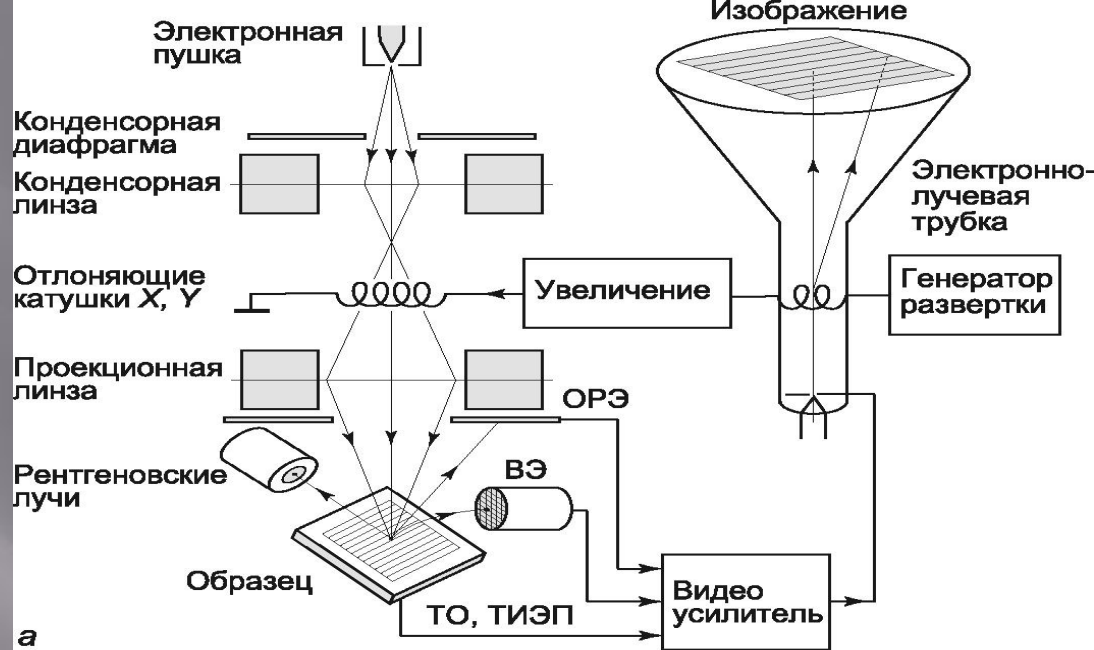 Изображение
Электронная
пушка
Конденсорная
диафрагма
Конденсорная
линза
Электронно-
лучевая
трубка
Отлоняющие
катушки X, Y
Увеличение
Генератор
развертки
Проекционная
линза
ОРЭ
Рентгеновские
лучи
ВЭ
Образец
ТО, ТИЭП
Видео
усилитель
а